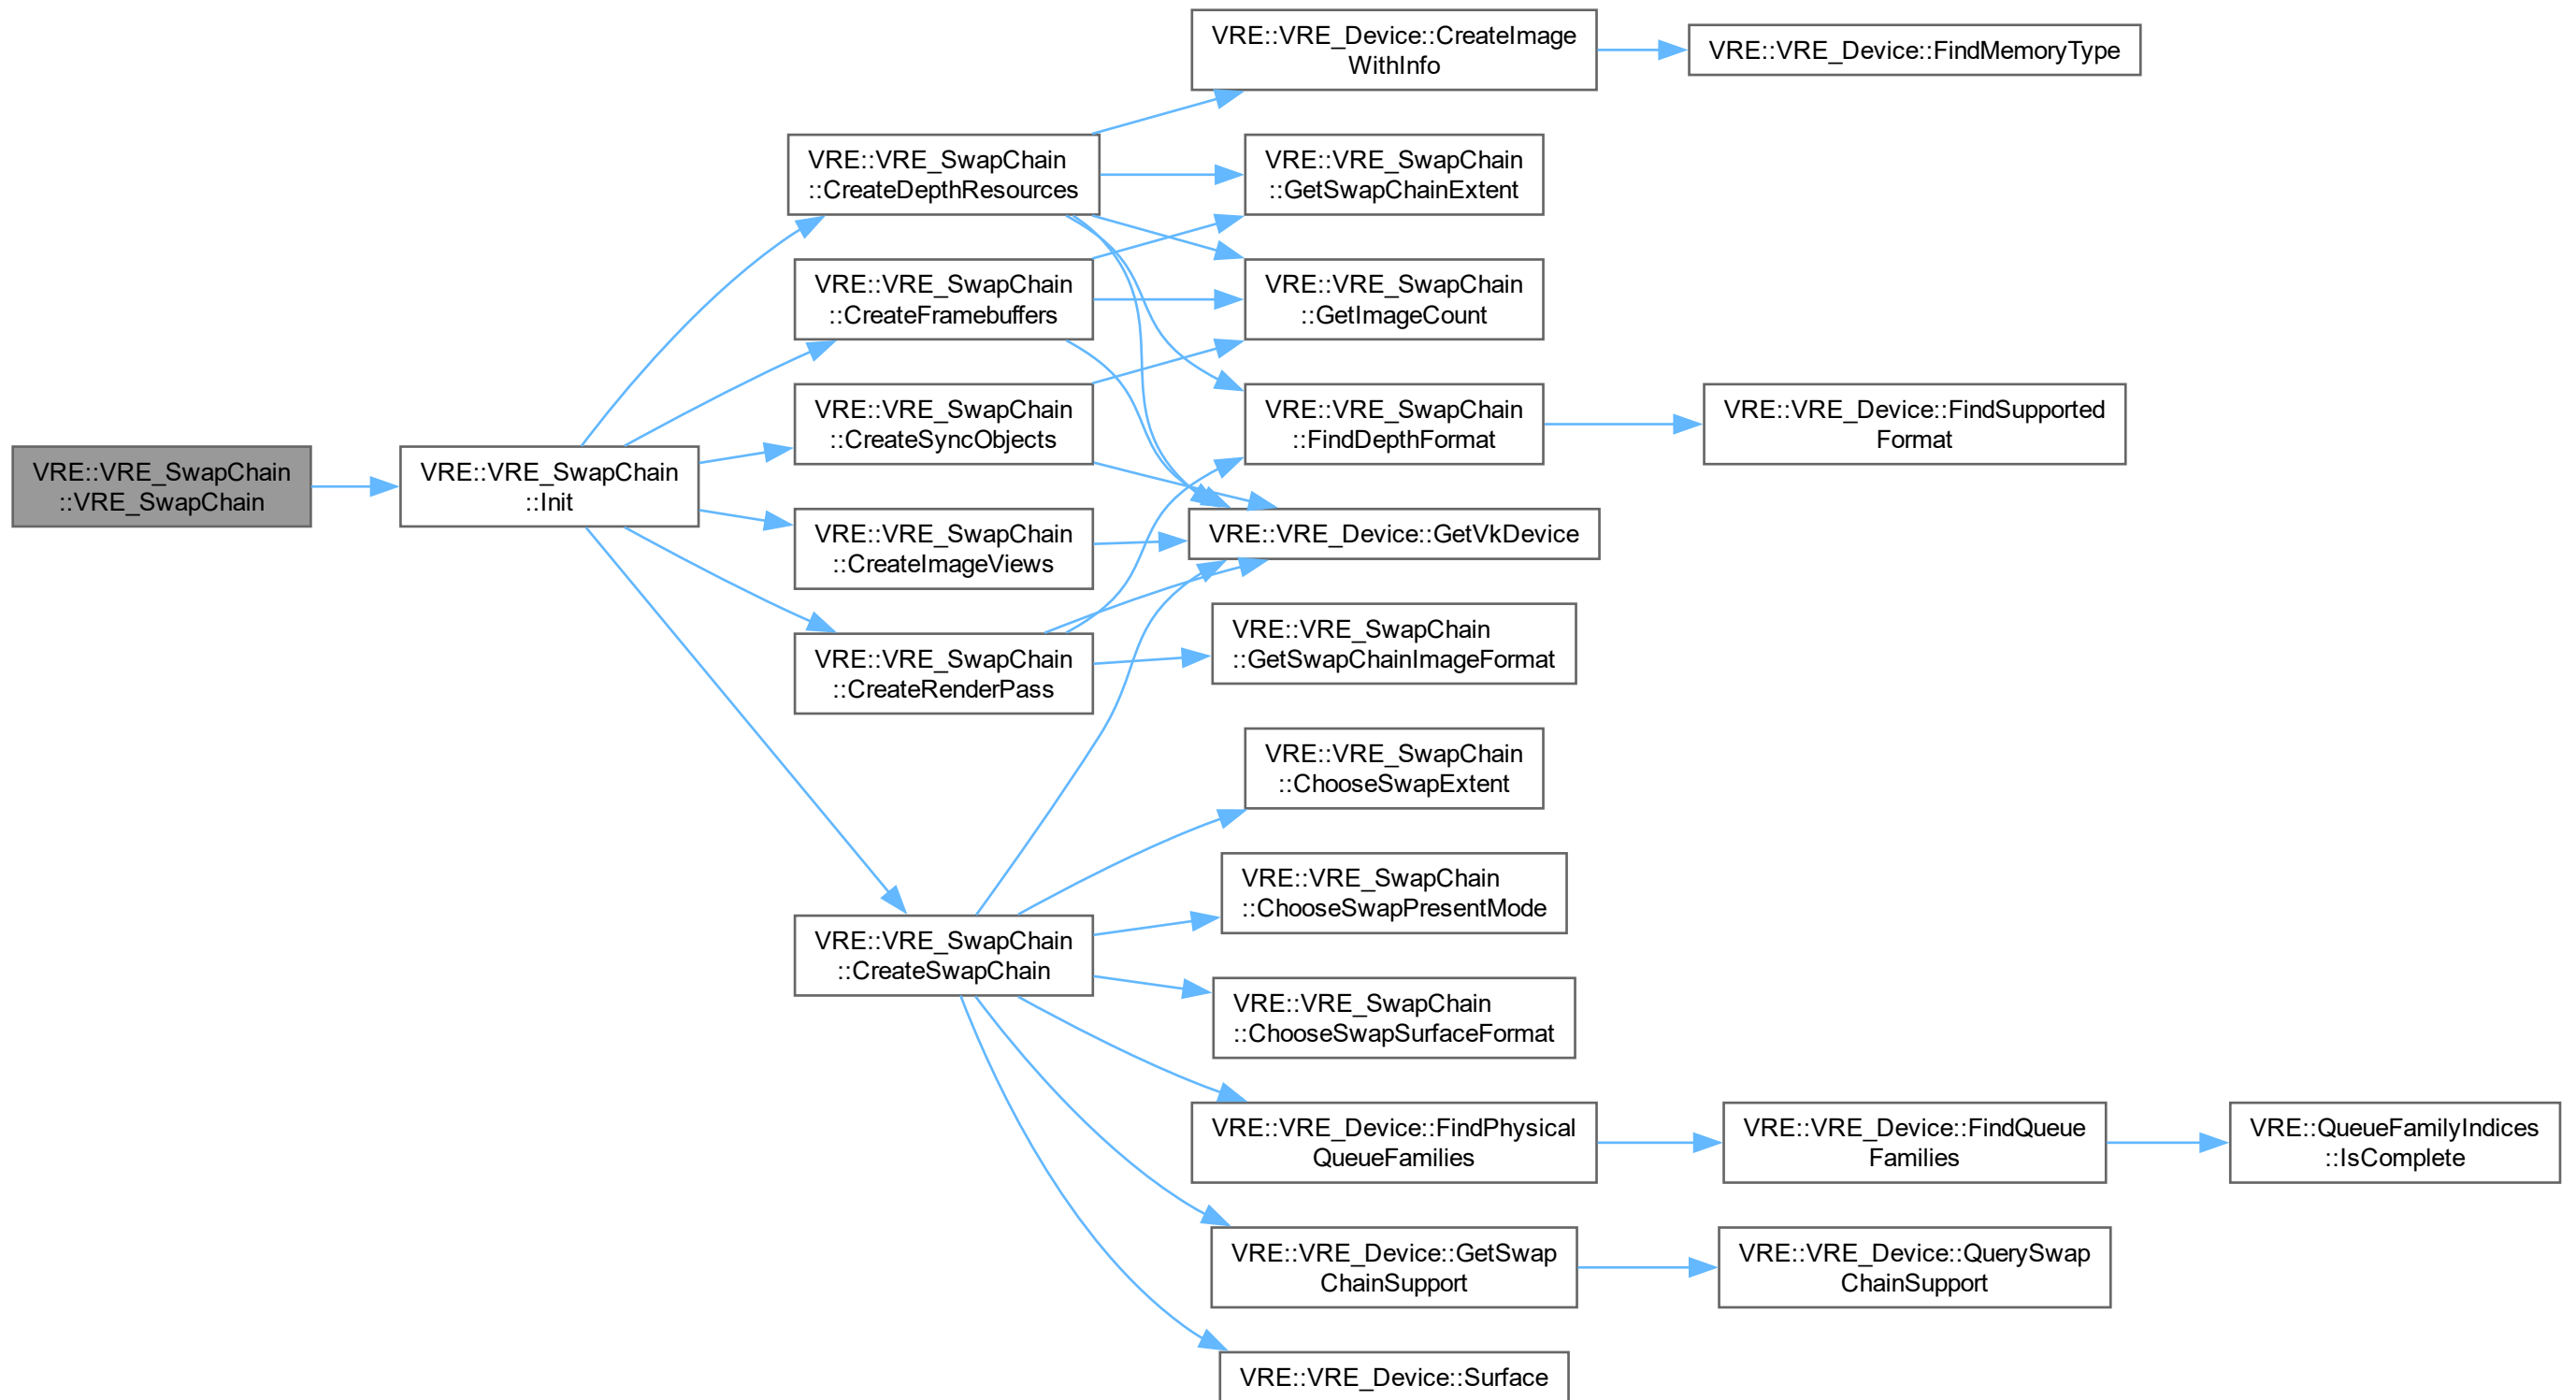 VRE::VRE_SwapChain
::VRE_SwapChain
VRE::VRE_SwapChain
::Init
VRE::VRE_SwapChain
::CreateDepthResources
VRE::VRE_SwapChain
::CreateFramebuffers
VRE::VRE_SwapChain
::CreateSyncObjects
VRE::VRE_SwapChain
::CreateImageViews
VRE::VRE_SwapChain
::CreateRenderPass
VRE::VRE_SwapChain
::CreateSwapChain
VRE::VRE_Device::CreateImage
WithInfo
VRE::VRE_SwapChain
::GetSwapChainExtent
VRE::VRE_SwapChain
::GetImageCount
VRE::VRE_SwapChain
::FindDepthFormat
VRE::VRE_Device::GetVkDevice
VRE::VRE_SwapChain
::GetSwapChainImageFormat
VRE::VRE_SwapChain
::ChooseSwapExtent
VRE::VRE_SwapChain
::ChooseSwapPresentMode
VRE::VRE_SwapChain
::ChooseSwapSurfaceFormat
VRE::VRE_Device::FindPhysical
QueueFamilies
VRE::VRE_Device::GetSwap
ChainSupport
VRE::VRE_Device::Surface
VRE::VRE_Device::FindMemoryType
VRE::VRE_Device::FindSupported
Format
VRE::VRE_Device::FindQueue
Families
VRE::VRE_Device::QuerySwap
ChainSupport
VRE::QueueFamilyIndices
::IsComplete